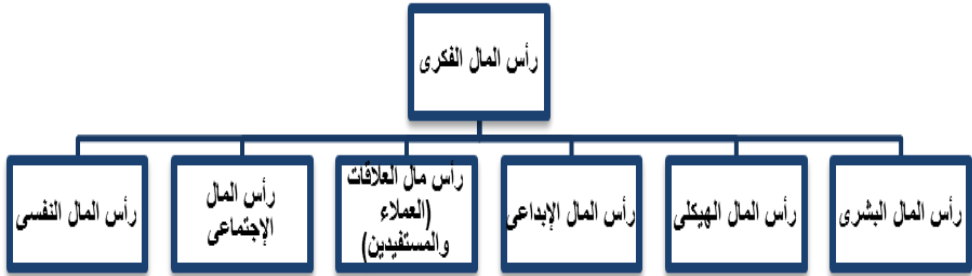 رأس المال الفكرى
رأس المال البشرى
رأس المال الهيكلى
رأس المال الإبداعى
رأس مال العلاقات
(العملاء
والمستفيدين)
رأس المال
الإجتماعى
رأس المال النفسى